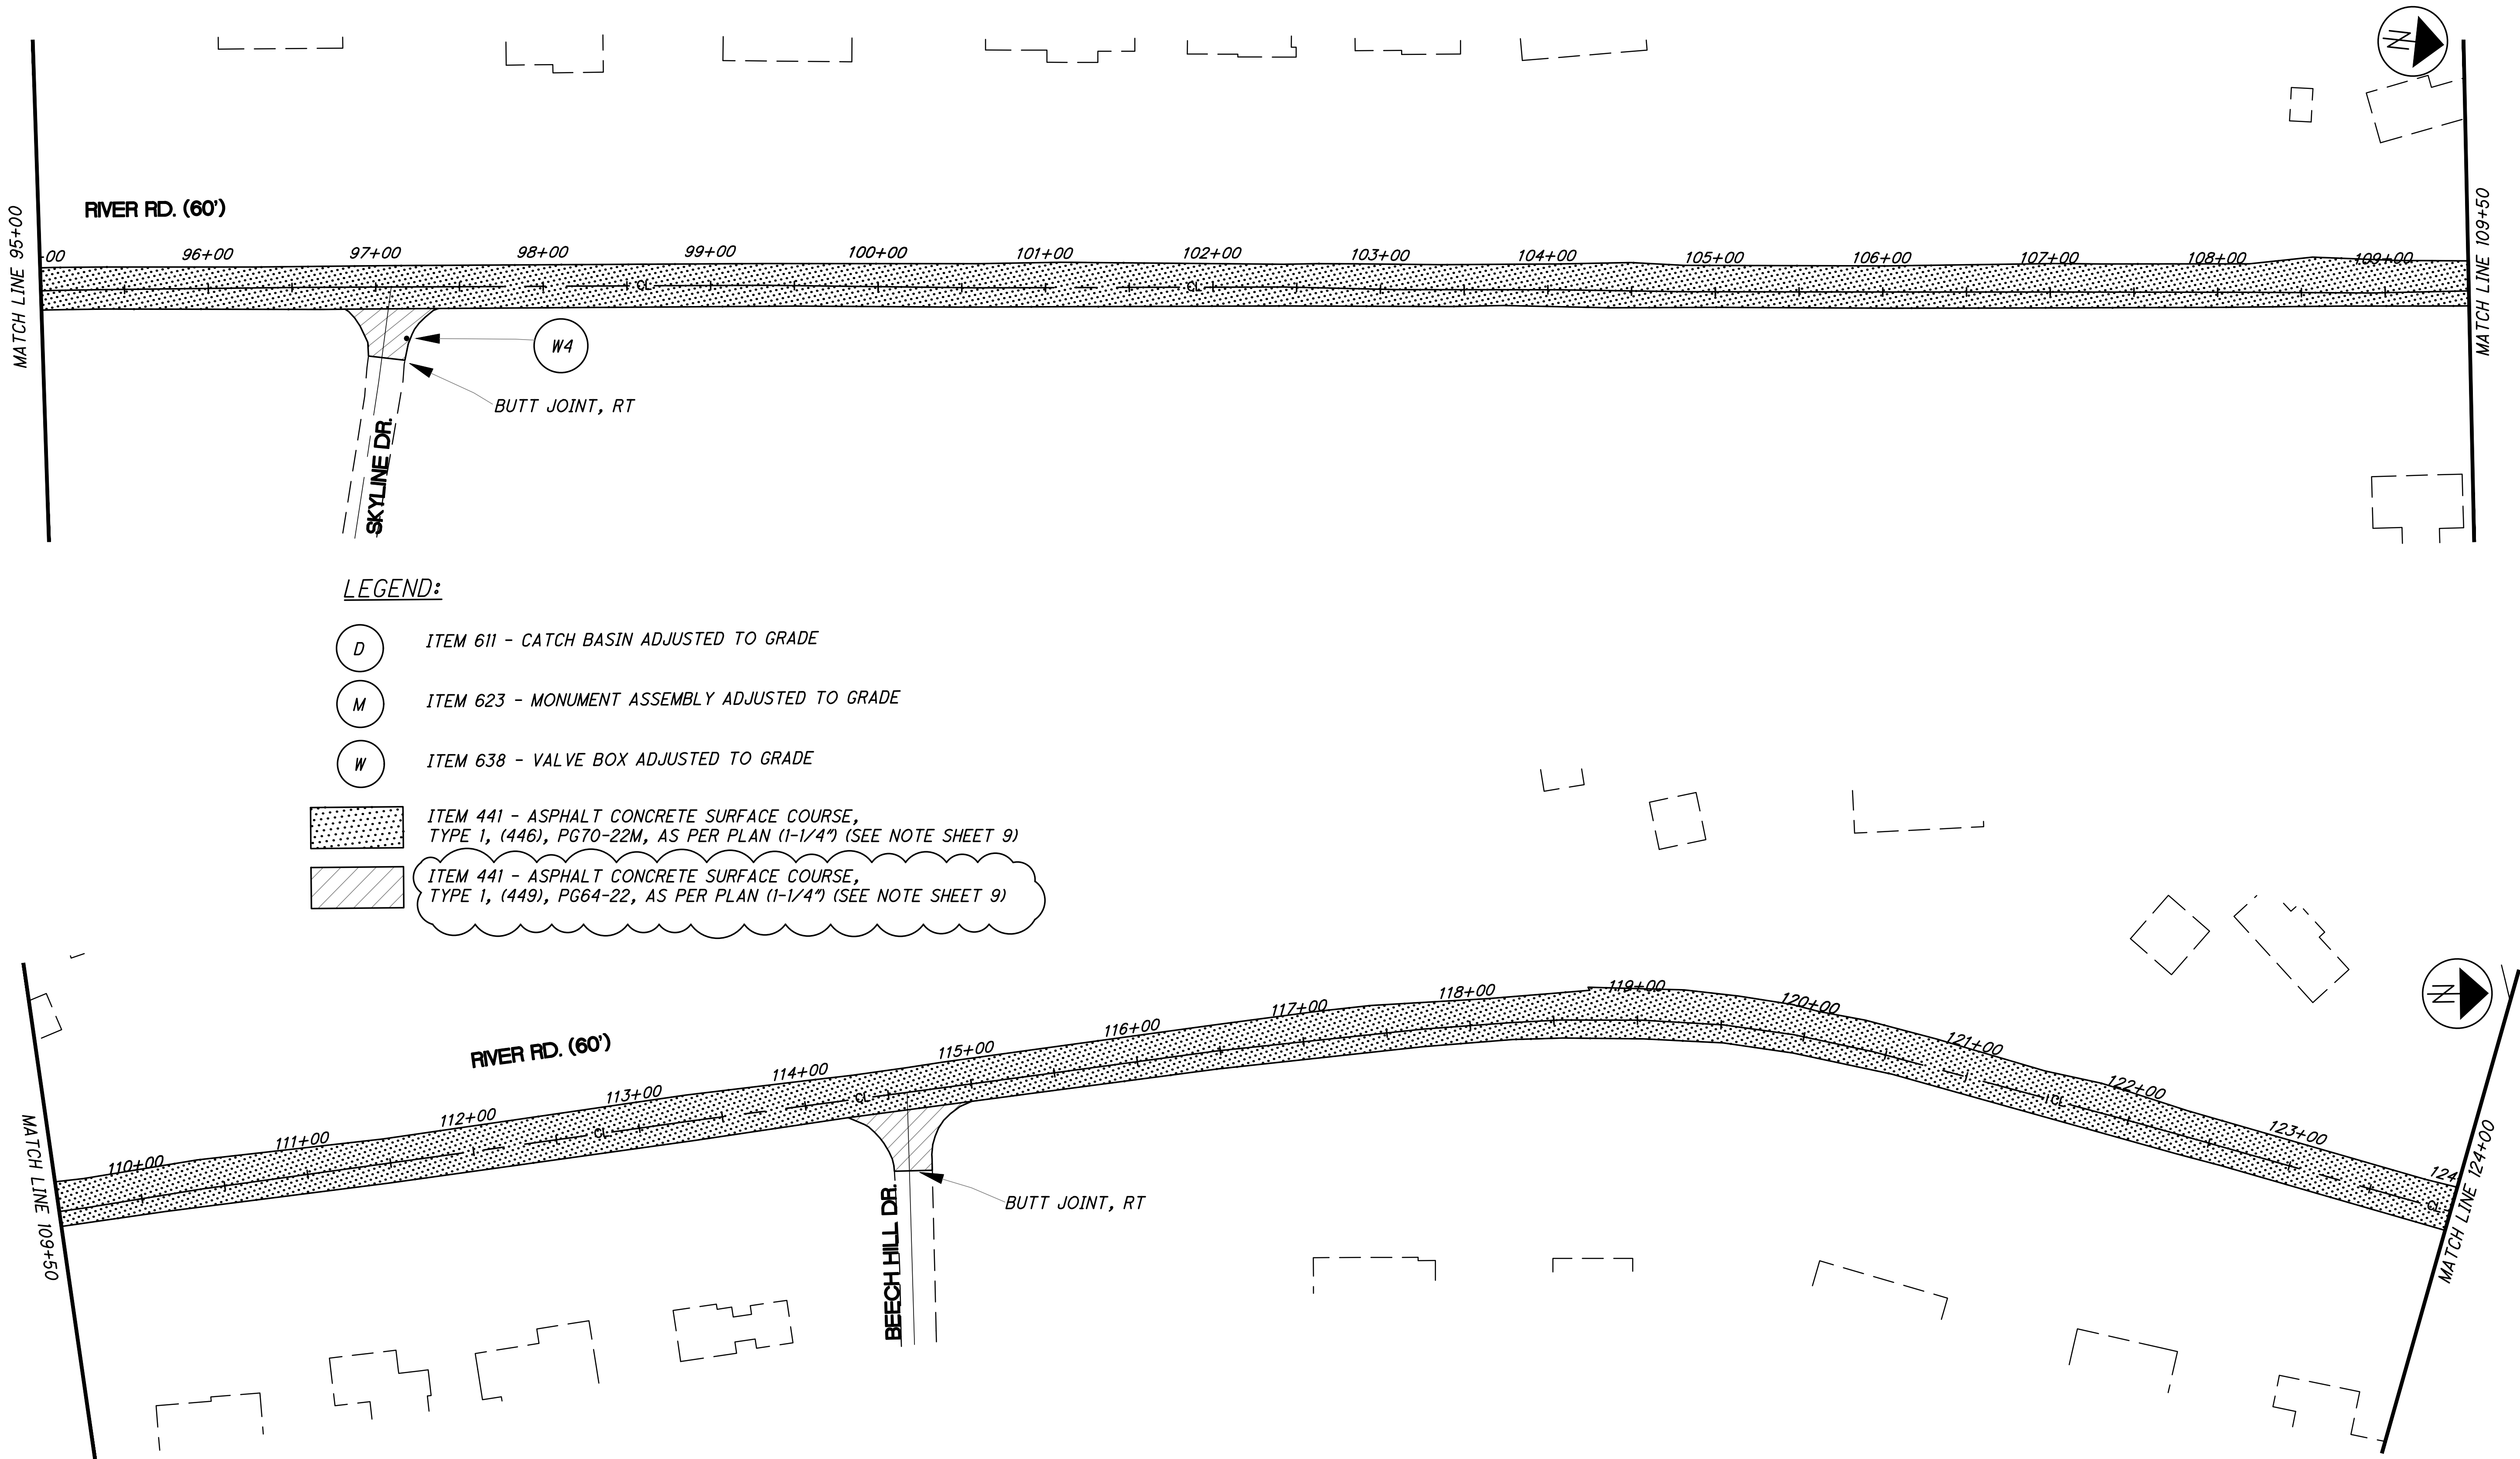 N
MATCH LINE 95+00
RIVER RD. (60')
+00
96+00
97+00
98+00
99+00
100+00
101+00
102+00
103+00
104+00
105+00
106+00
107+00
108+00
109+00
CL
CL
MATCH LINE 109+50
W4
BUTT JOINT, RT
SKYLINE DR.
LEGEND:
D
ITEM 611 - CATCH BASIN ADJUSTED TO GRADE
M
ITEM 623 - MONUMENT ASSEMBLY ADJUSTED TO GRADE
W
ITEM 638 - VALVE BOX ADJUSTED TO GRADE
ITEM 441 - ASPHALT CONCRETE SURFACE COURSE,
TYPE 1, (446), PG70-22M, AS PER PLAN (1-1/4") (SEE NOTE SHEET 9)
ITEM 441 - ASPHALT CONCRETE SURFACE COURSE,
TYPE 1, (449), PG64-22, AS PER PLAN (1-1/4") (SEE NOTE SHEET 9)
N
MATCH LINE 109+50
RIVER RD. (60')
110+00
111+00
112+00
113+00
114+00
115+00
116+00
117+00
118+00
119+00
120+00
121+00
122+00
123+00
124
CL
CL
CL
CL
MATCH LINE 124+00
BUTT JOINT, RT
BEECH HILL DR.